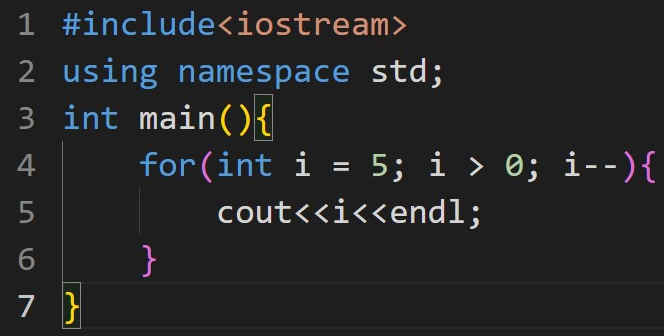 1 #include<iostream>
2 using namespace std;
3 int main(){
4     for(int i = 5; i > 0; i--){
5         cout<<i<<endl;
6     }
7 }